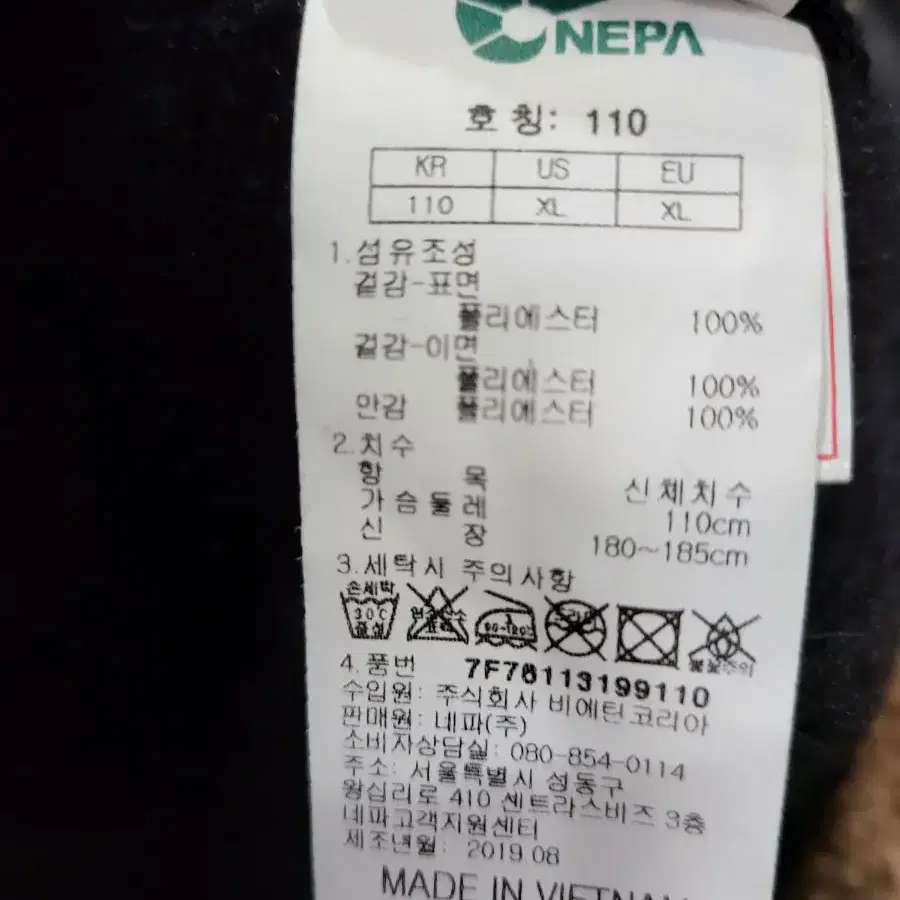 NEPA
호 칭: 110
KR US EU
110 XL XL
1.섬유조성
겉감-표면
폴리에스터 100%
겉감-이면
폴리에스터 100%
안감 폴리에스터 100%
2.치수
항 목 신체치수
가슴둘레 110cm
신 장 180~185cm
3.세탁시 주의사항
손세탁
30℃
중성
4.품번 7F78113199110
수입원: 주식회사 비에틴코리아
판매원: 네파(주)
소비자상담실: 080-854-0114
주소: 서울특별시 성동구
왕십리로 410 센트라스비즈 3층
네파고객지원센터
제조년월: 2019.08
MADE IN VIETNAM